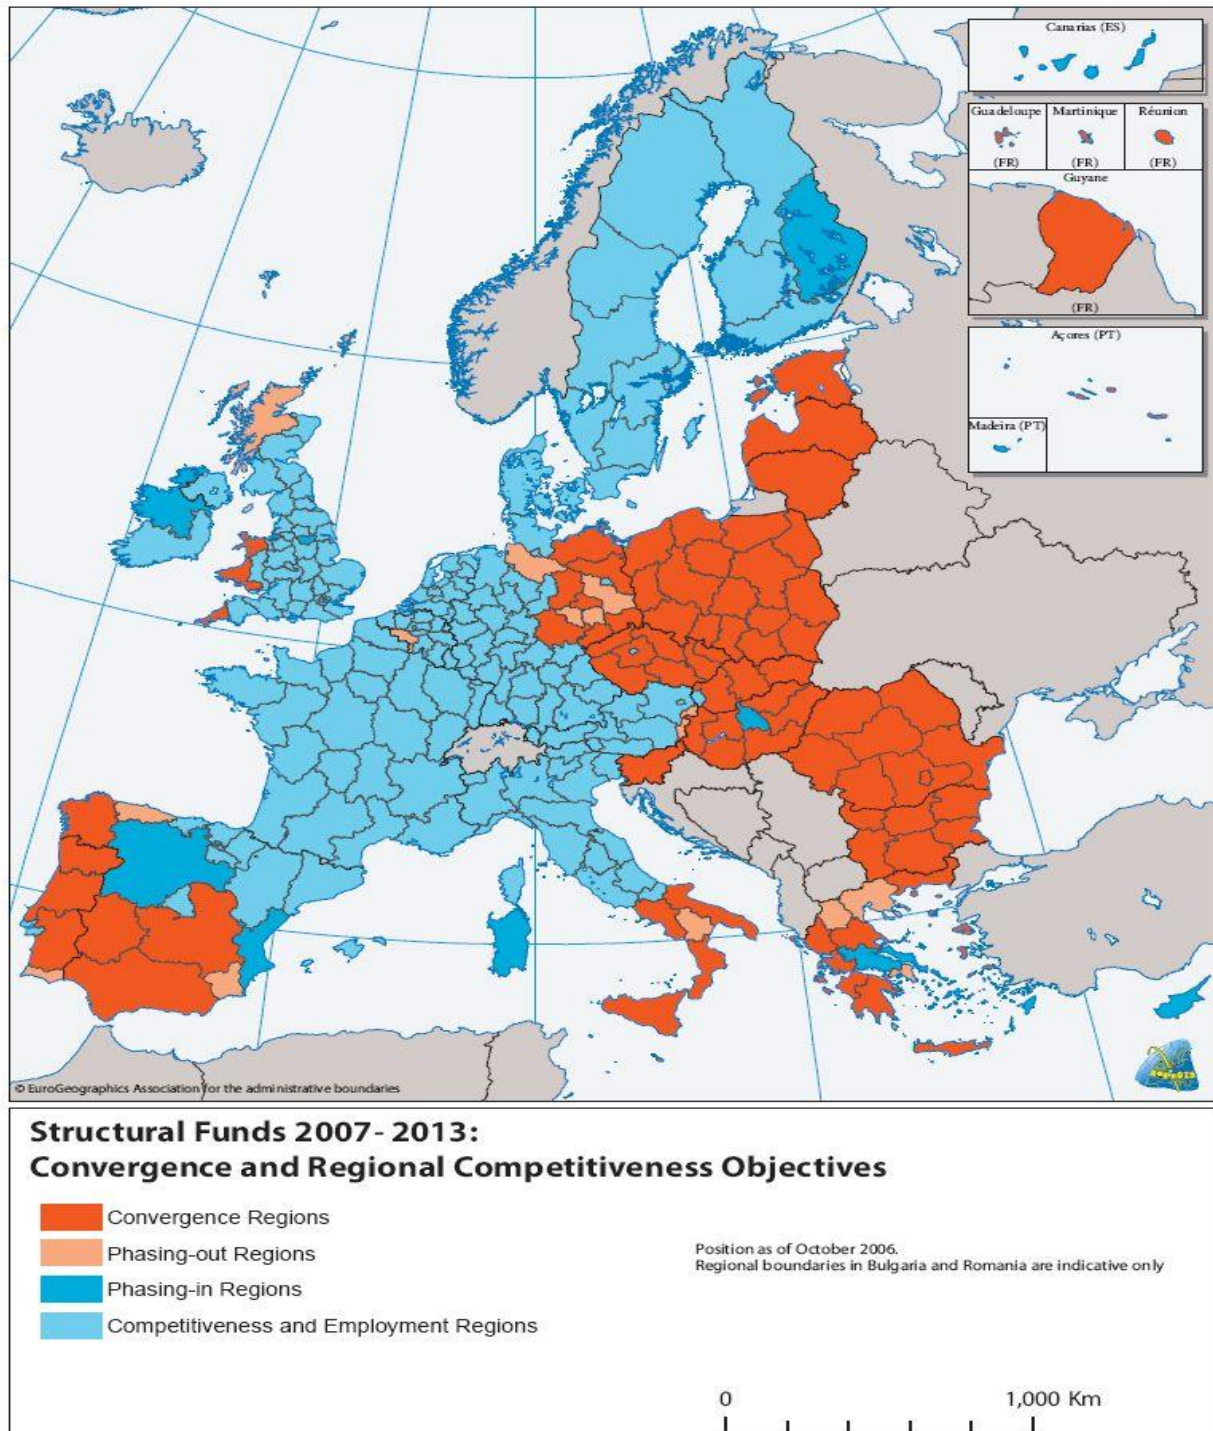 Canarias (ES)
Guadeloupe
Martinique
Réunion
(FR)
(FR)
(FR)
Guyane
(FR)
Açores (PT)
Madeira (PT)
© EuroGeographics Association for the administrative boundaries
Structural Funds 2007-2013:
Convergence and Regional Competitiveness Objectives
Convergence Regions
Phasing-out Regions
Phasing-in Regions
Competitiveness and Employment Regions
Position as of October 2006.
Regional boundaries in Bulgaria and Romania are indicative only
0 1,000 Km